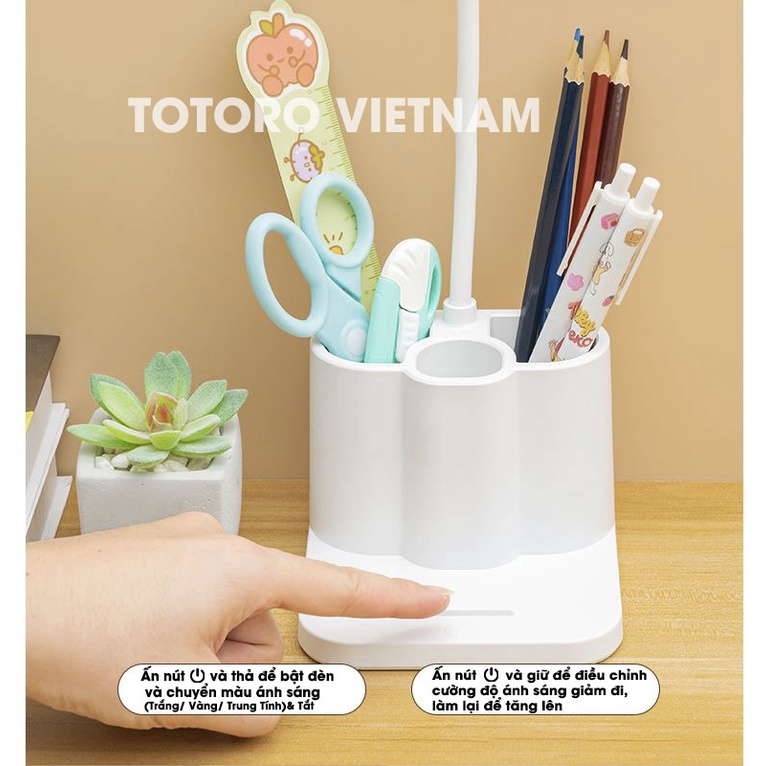 TOTORO VIETNAM
Ấn nút và thả để bật đèn
và chuyển màu ánh sáng
(Trắng/ Vàng/ Trung Tính)& Tắt
Ấn nút và giữ để điều chỉnh
cường độ ánh sáng giảm đi,
làm lại để tăng lên